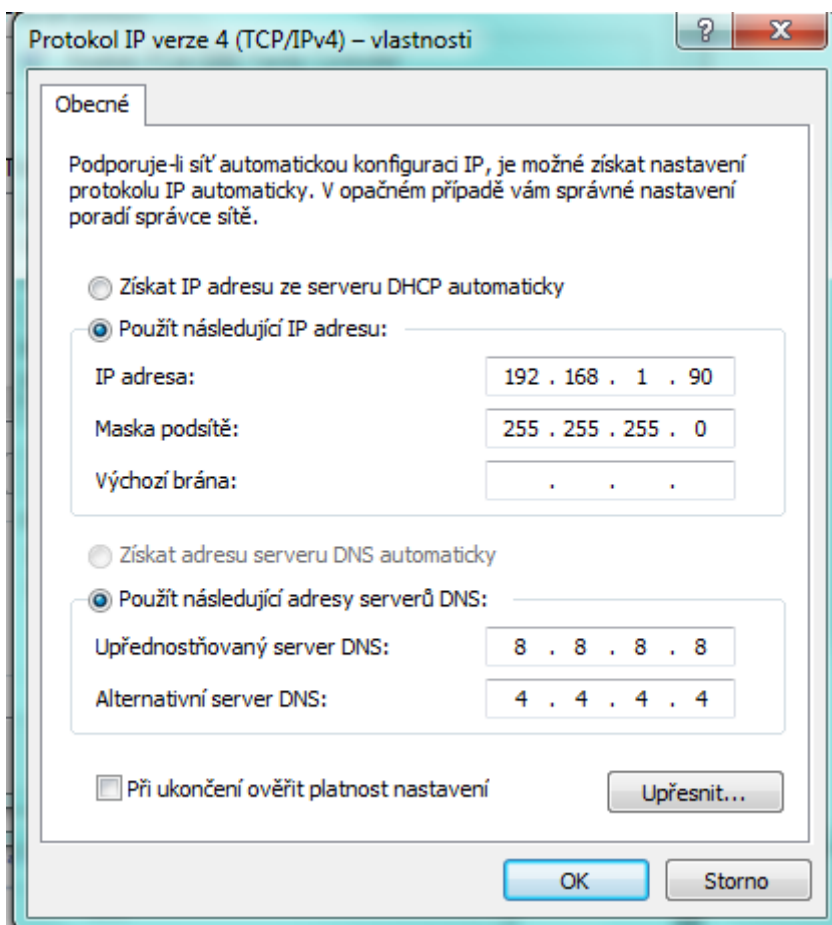 Protokol IP verze 4 (TCP/IPv4) – vlastnosti
Obecné
Podporuje-li síť automatickou konfiguraci IP, je možné získat nastavení
protokolu IP automaticky. V opačném případě vám správné nastavení
poradí správce sítě.
Získat IP adresu ze serveru DHCP automaticky
Použít následující IP adresu:
IP adresa: 192 . 168 . 1 . 90
Maska podsítě: 255 . 255 . 255 . 0
Výchozí brána: . . .
Získat adresu serveru DNS automaticky
Použít následující adresy serverů DNS:
Upřednostňovaný server DNS: 8 . 8 . 8 . 8
Alternativní server DNS: 4 . 4 . 4 . 4
Při ukončení ověřit platnost nastavení
Upřesnit...
OK Storno